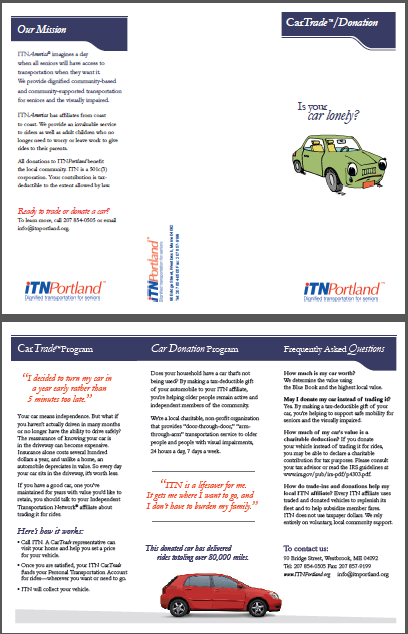 Our Mission
ITNAmerica® imagines a day
when all seniors will have access to
transportation when they want it.
We provide dignified community-based
and community-supported transportation
for seniors and the visually impaired.
ITNAmerica has affiliates from coast
to coast. We provide an invaluable service
to riders as well as adult children who no
longer need to worry or leave work to give
rides to their parents.
All donations to ITNPortland benefit
the local community. ITN is a 501c(3)
corporation. Your contribution is tax-
deductible to the extent allowed by law.
Ready to trade or donate a car?
To learn more, call 207 854-0505 or email
info@itnportland.org.
iTNPortland™
Dignified transportation for seniors
iTNPortland™
Dignified transportation for seniors
90 Bridge Street, Westbrook, Maine 04092
CarTrade™/Donation
Is your
car lonely?
iTNPortland™
Dignified transportation for seniors
CarTrade™ Program
“I decided to turn my car in
a year early rather than
5 minutes too late.”
Your car means independence. But what if
you haven't actually driven in many months
or no longer have the ability to drive safely?
The reassurance of knowing your car is
in the driveway can be expensive.
Insurance alone costs several hundred
dollars a year, and unlike a home, an
automobile depreciates in value. So every day
your car sits in the driveway, it's worth less.
If you have a good car, one you've
maintained for years with value you'd like to
retain, you should talk to your Independent
Transportation Network® affiliate about
trading it for rides.
Here's how it works:
• Call ITN. A CarTrade representative can
visit your home and help you set a price
for your vehicle.
• Once you are satisfied, your ITN CarTrade
funds your Personal Transportation Account
for rides—wherever you want or need to go.
• ITN will collect your vehicle.
Car Donation Program
Does your household have a car that's not
being used? By making a tax-deductible gift
of your automobile to your ITN affiliate,
you're helping older people remain active and
independent members of the community.
We're a local charitable, non-profit organization
that provides “door-through-door,” “arm-
through-arm” transportation service to older
people and people with visual impairments,
24 hours a day, 7 days a week.
“ITN is a lifesaver for me.
It gets me where I want to go, and
I don't have to burden my family.”
This donated car has delivered
rides totaling over 80,000 miles.
Frequently Asked Questions
How much is my car worth?
We determine the value using
the Blue Book and the highest local value.
May I donate my car instead of trading it?
Yes. By making a tax-deductible gift of your
car, you're helping to support safe mobility for
seniors and the visually impaired.
How much of my car's value is a
charitable deduction? If you donate
your vehicle instead of trading it for rides,
you may be able to declare a charitable
contribution for tax purposes. Please consult
your tax advisor or read the IRS guidelines at
www.irs.gov/pub/irs-pdf/p4303.pdf.
How do trade-ins and donations help
my local ITN affiliate? Every ITN affiliate uses
traded and donated vehicles to replenish its
fleet and to help subsidize member fares.
ITN does not use taxpayer dollars. We rely
entirely on voluntary, local community support.
To contact us:
90 Bridge Street, Westbrook, ME 04092
Tel: 207 854-0505 Fax: 207 857-9199
www.ITNPortland.org info@itnportland.org